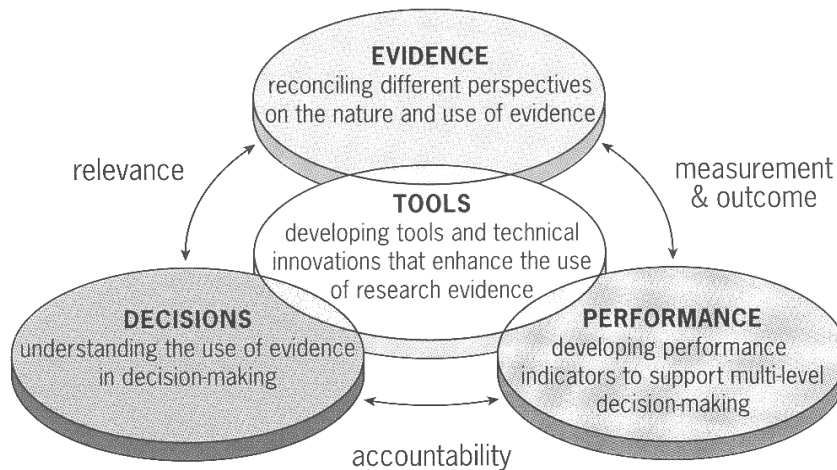 EVIDENCE
reconciling different perspectives
on the nature and use of evidence
relevance
measurement
& outcome
TOOLS
developing tools and technical
innovations that enhance the use
of research evidence
DECISIONS
understanding the use of evidence
in decision-making
PERFORMANCE
developing performance
indicators to support multi-level
decision-making
accountability